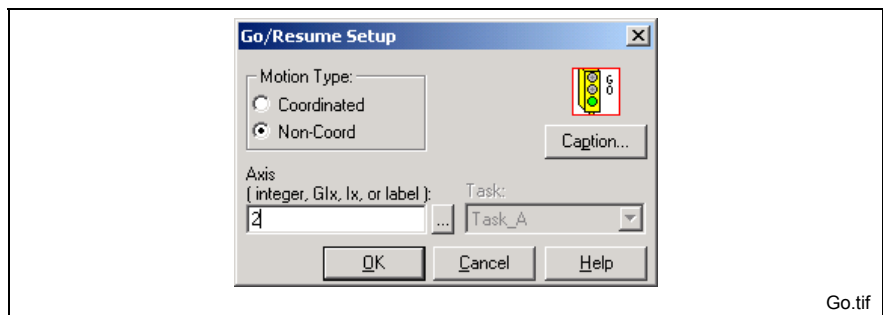 Go/Resume Setup
Motion Type:
Coordinated
Non-Coord
GO
Caption...
Axis
( integer, GIx, Ix, or label ):
Task:
2
...
Task_A
OK
Cancel
Help
Go.tif